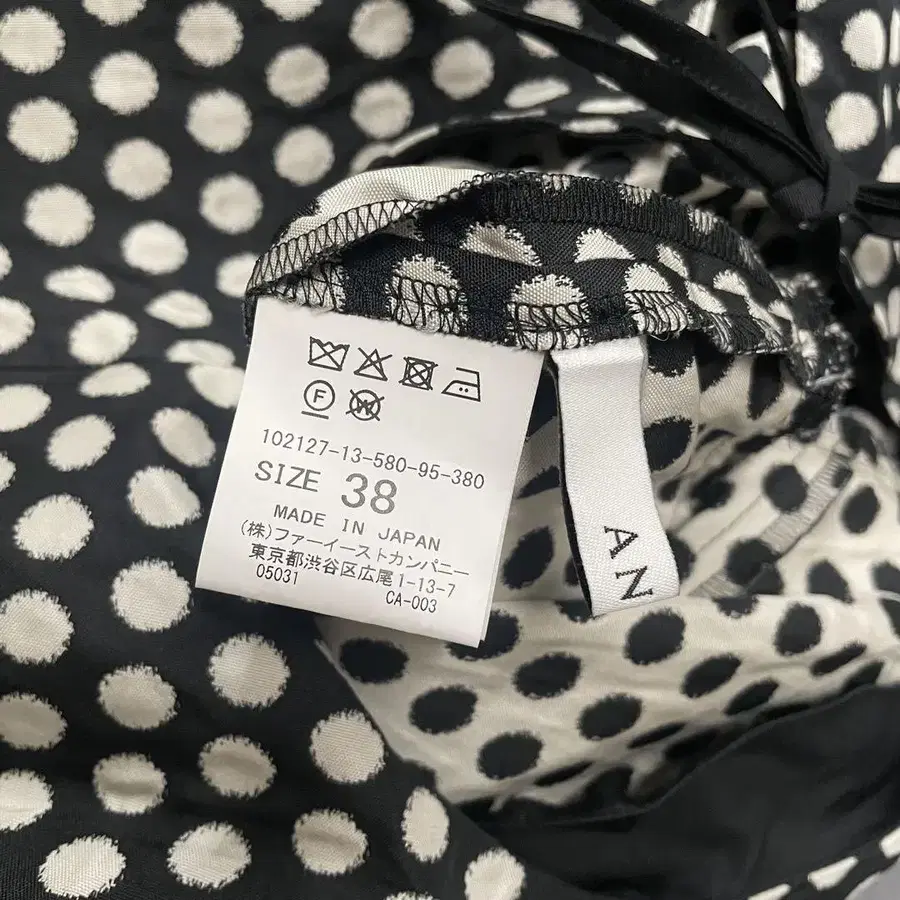 102127-13-580-95-380
SIZE 38
MADE IN JAPAN
(株)ファーイーストカンパニー
東京都渋谷区広尾1-13-7
05031 CA-003
AN